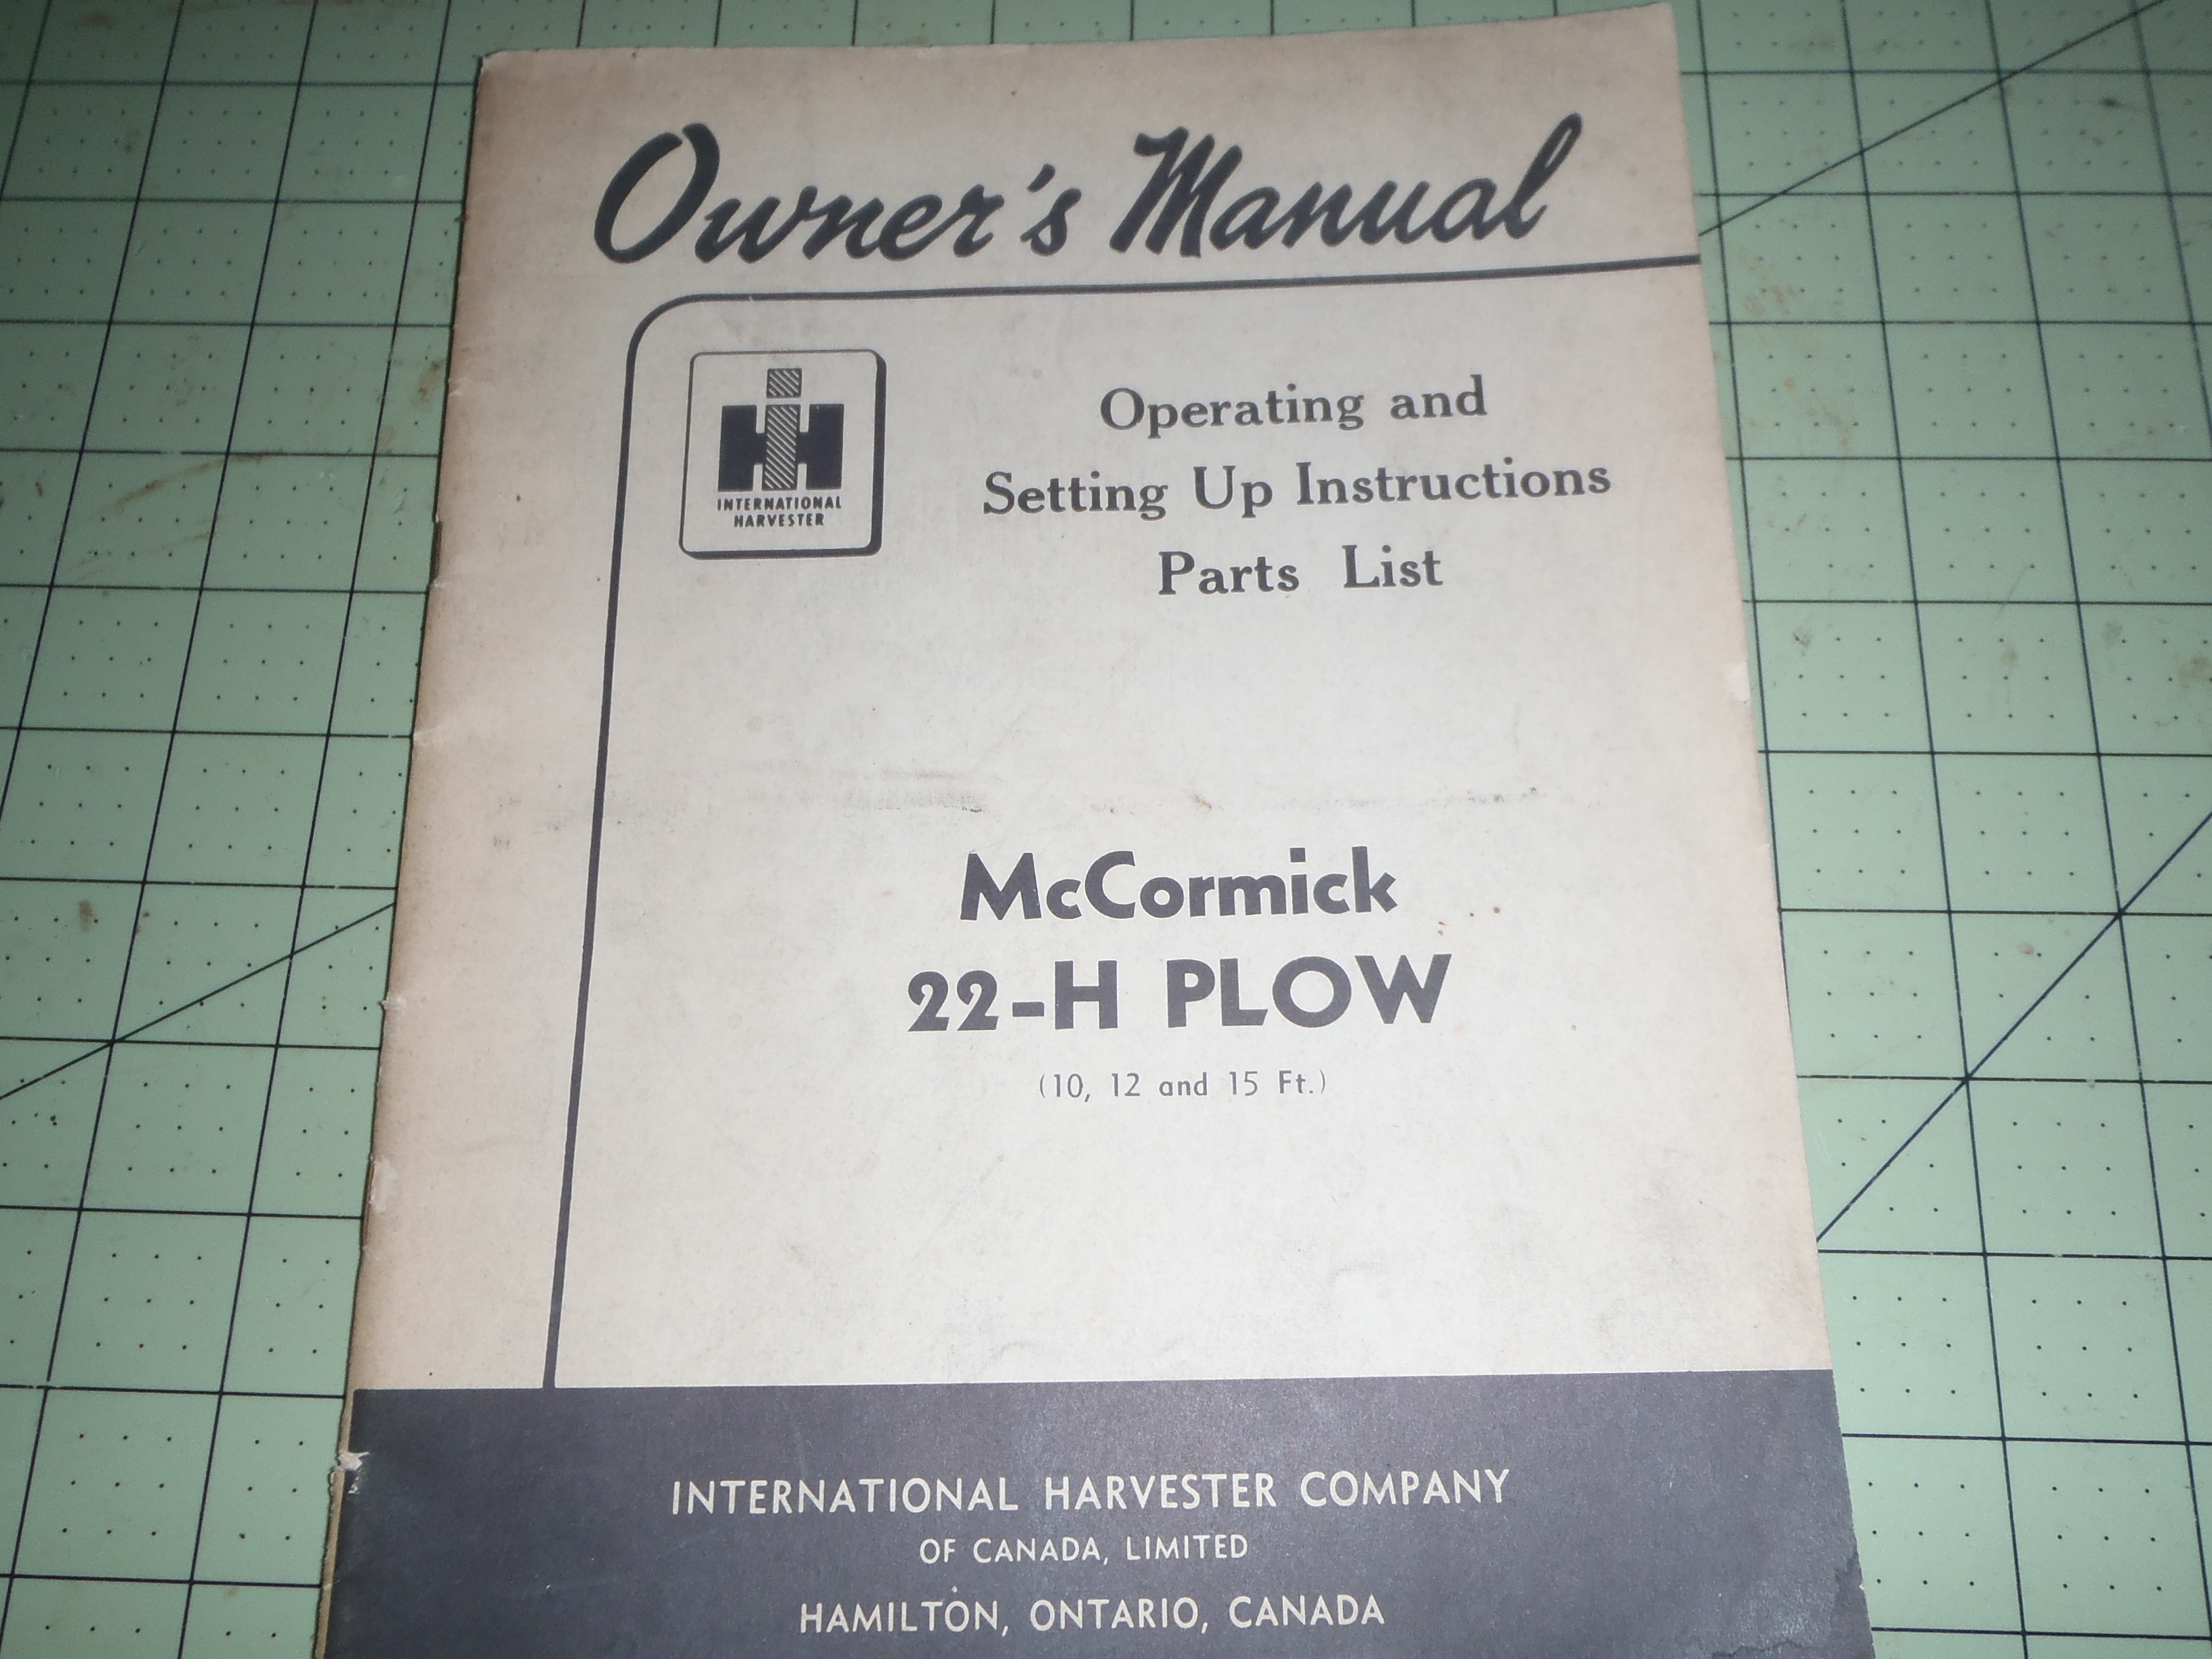 Owner's Manual
IH
INTERNATIONAL
HARVESTER
Operating and
Setting Up Instructions
Parts List
McCormick
22-H PLOW
(10, 12 and 15 Ft.)
INTERNATIONAL HARVESTER COMPANY
OF CANADA, LIMITED
HAMILTON, ONTARIO, CANADA